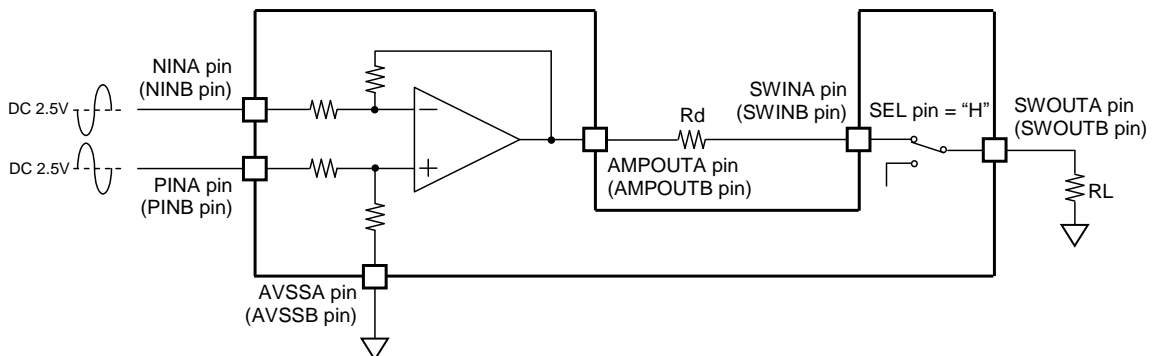 NINA pin
(NINB pin)
DC 2.5V
DC 2.5V
PINA pin
(PINB pin)
AVSSA pin
(AVSSB pin)
AMPOUTA pin
(AMPOUTB pin)
Rd
SWINA pin
(SWINB pin)
SEL pin = “H”
SWOUTA pin
(SWOUTB pin)
RL